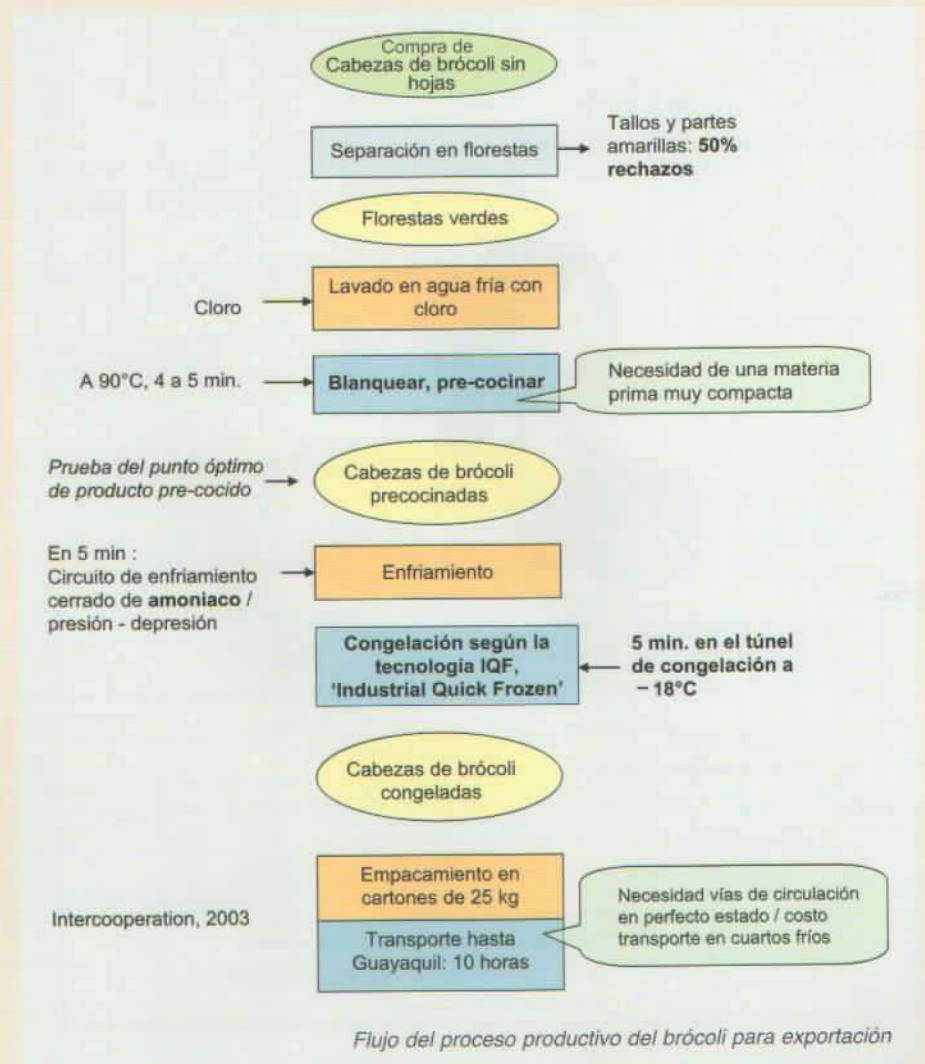 Compra de
Cabezas de brócoli sin
hojas
Separación en florestas
Tallos y partes
amarillas: 50%
rechazos
Florestas verdes
Cloro
Lavado en agua fría con
cloro
A 90°C, 4 a 5 min.
Blanquear, pre-cocinar
Necesidad de una materia
prima muy compacta
Prueba del punto óptimo
de producto pre-cocido
Cabezas de brócoli
precocinadas
En 5 min :
Circuito de enfriamiento
cerrado de amoniaco /
presión - depresión
Enfriamiento
Congelación según la
tecnología IQF,
'Industrial Quick Frozen'
5 min. en el túnel
de congelación a
– 18°C
Cabezas de brócoli
congeladas
Empacamiento en
cartones de 25 kg
Intercooperation, 2003
Transporte hasta
Guayaquil: 10 horas
Necesidad vías de circulación
en perfecto estado / costo
transporte en cuartos fríos
Flujo del proceso productivo del brócoli para exportación